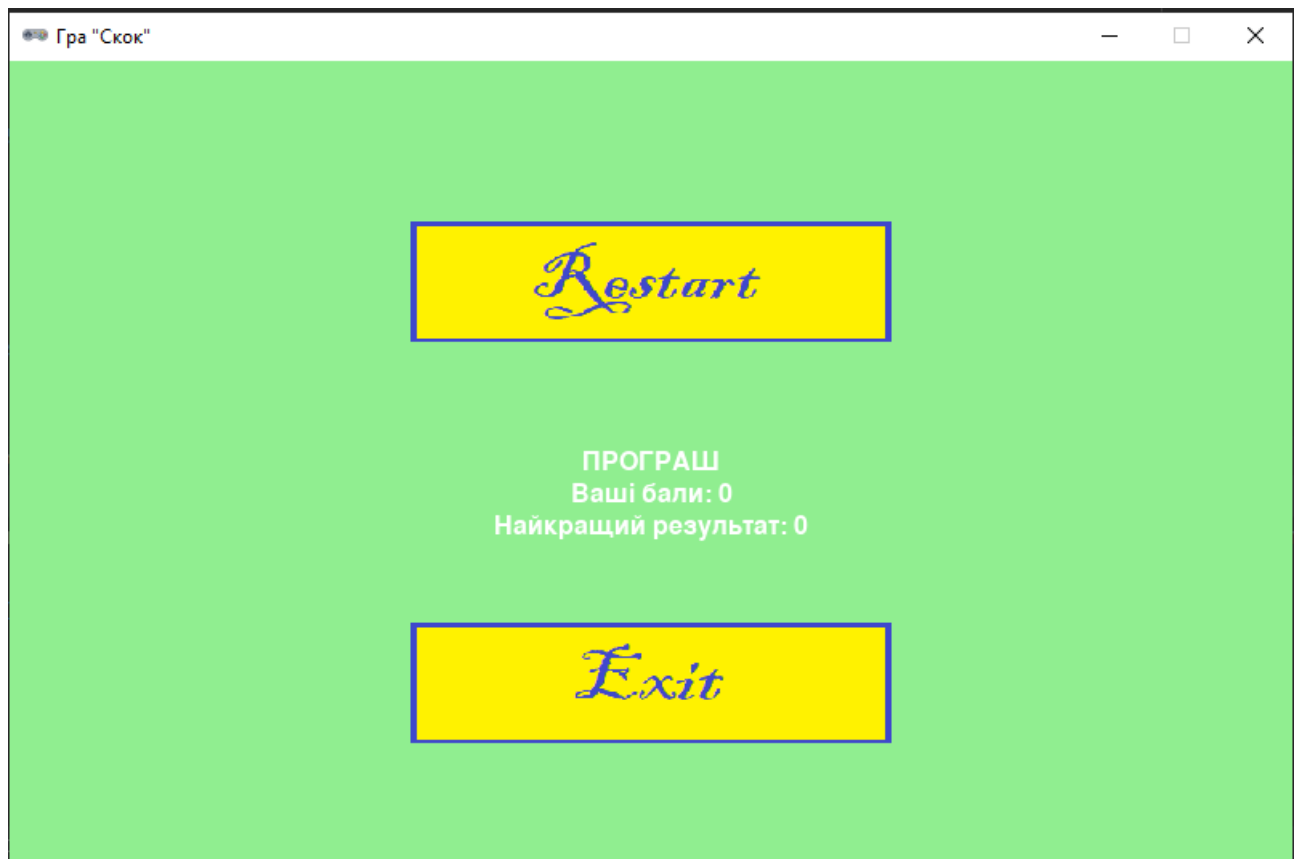 Гра "Скок"
Restart
ПРОГРАШ
Ваші бали: 0
Найкращий результат: 0
Exit